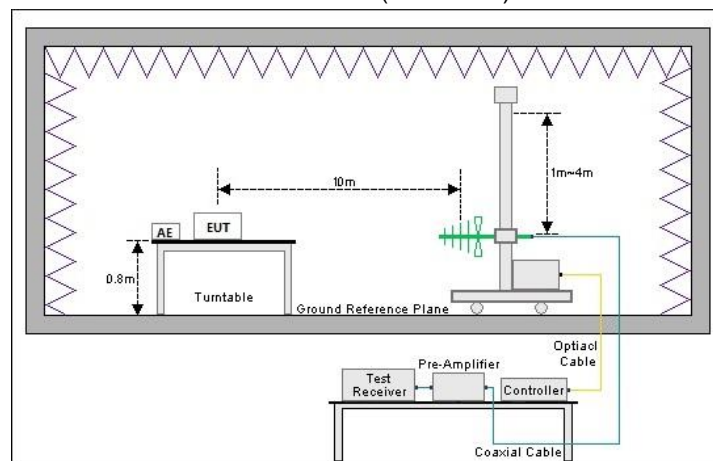 10m
1m~4m
AE
EUT
0.8m
Turntable
Ground Reference Plane
Optiacl
Cable
Pre-Amplifier
Test
Receiver
Controller
Coaxial Cable